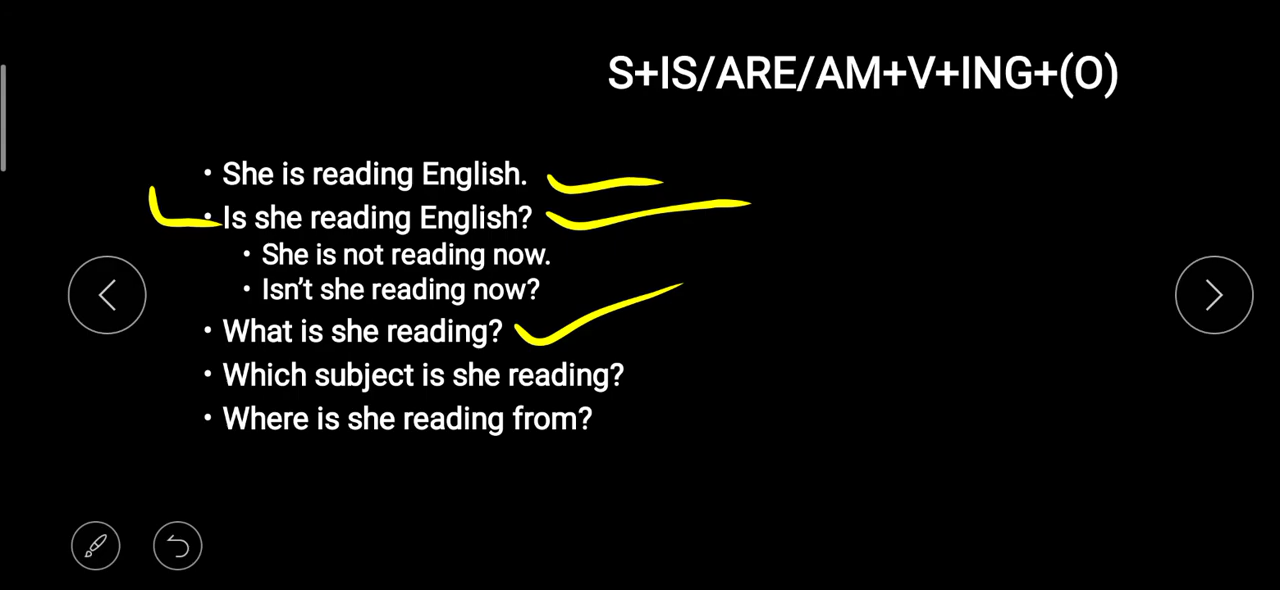 S+IS/ARE/AM+V+ING+(O)
• She is reading English.
• Is she reading English?
• She is not reading now.
• Isn’t she reading now?
• What is she reading?
• Which subject is she reading?
• Where is she reading from?